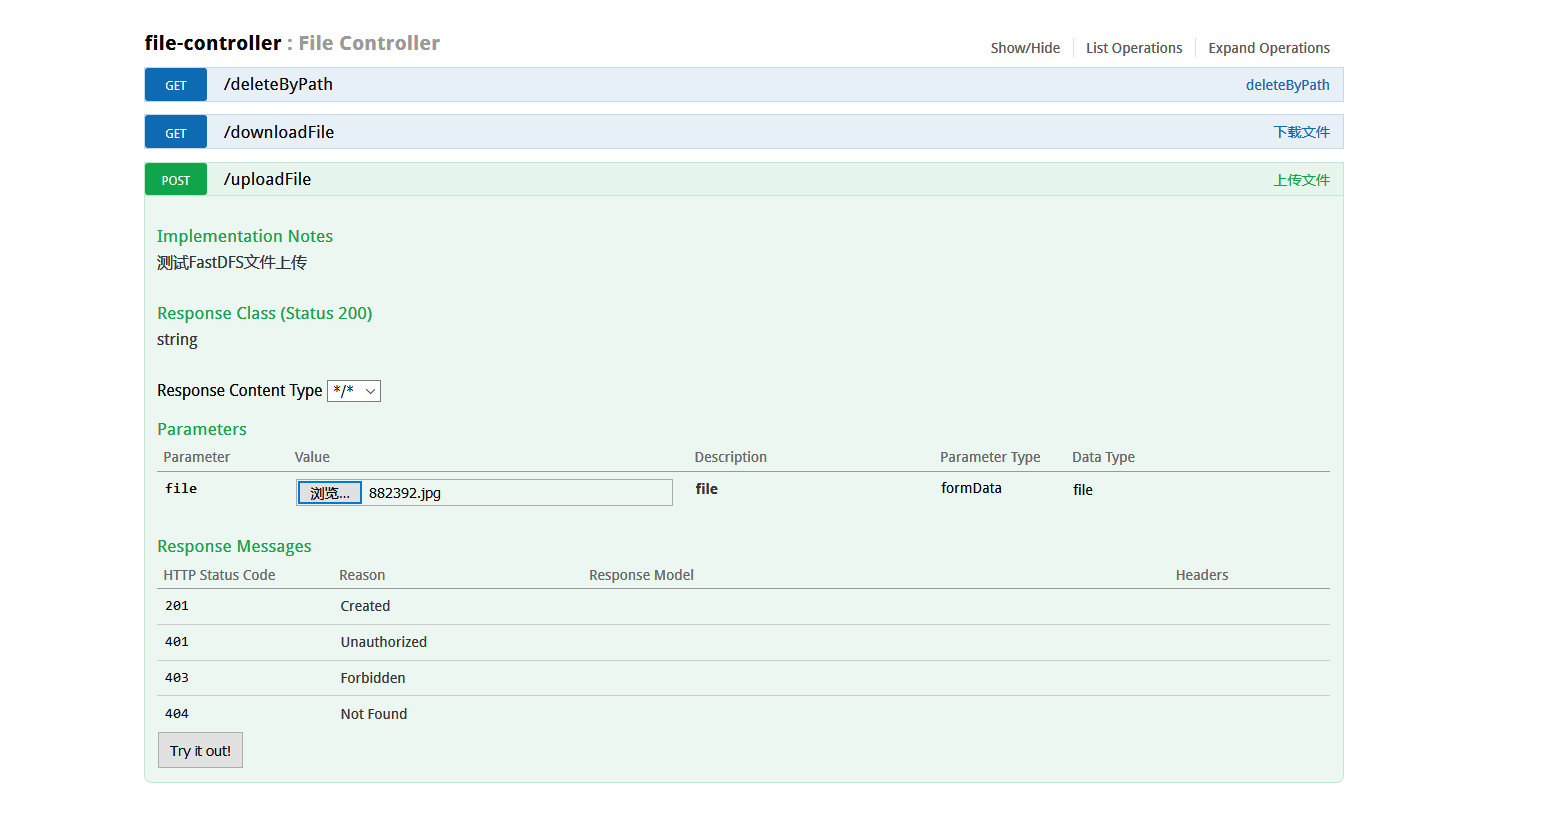 file-controller : File Controller
Show/Hide List Operations Expand Operations
GET /deleteByPath deleteByPath
GET /downloadFile 下载文件
POST /uploadFile 上传文件
Implementation Notes
测试FastDFS文件上传
Response Class (Status 200)
string
Response Content Type */*
Parameters
Parameter Value Description Parameter Type Data Type
file 浏览... 882392.jpg file formData file
Response Messages
HTTP Status Code Reason Response Model Headers
201 Created
401 Unauthorized
403 Forbidden
404 Not Found
Try it out!